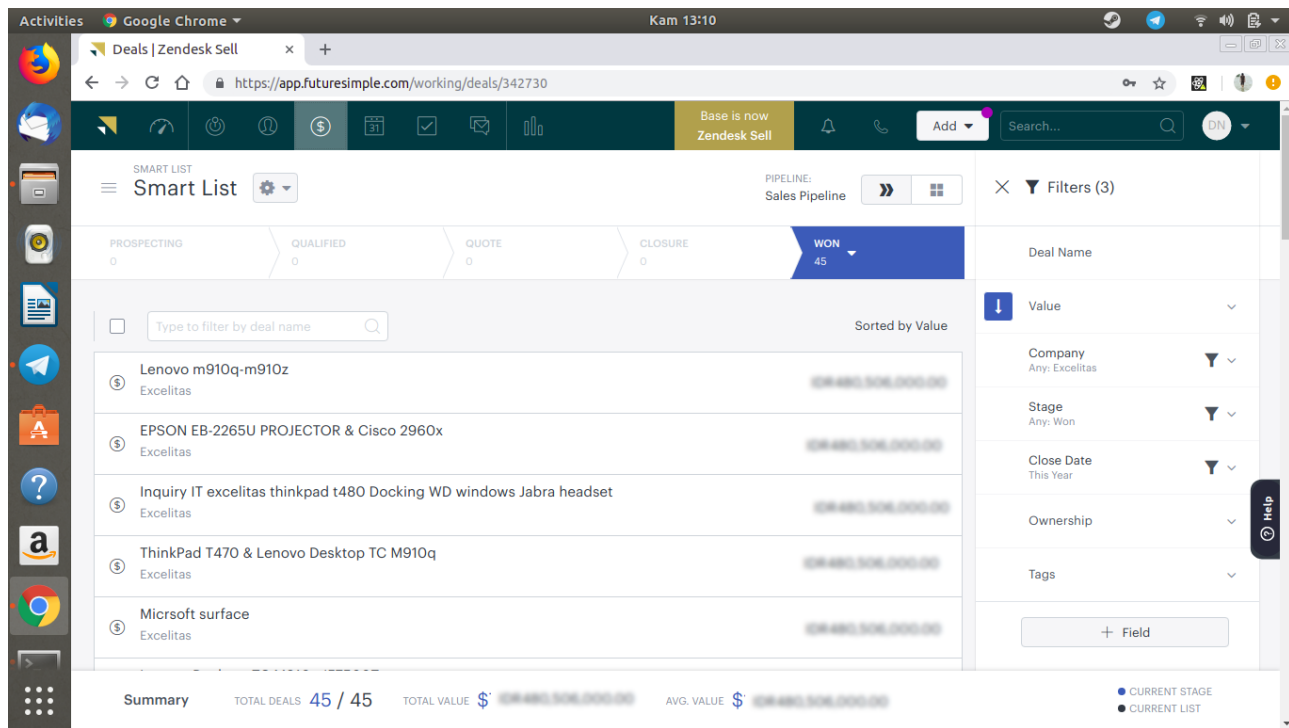 Activities Google Chrome Kam 13:10
Deals | Zendesk Sell
https://app.futuresimple.com/working/deals/342730
31
Base is now
Zendesk Sell
Add
Search...
DN
SMART LIST
Smart List
PIPELINE:
Sales Pipeline
Filters (3)
PROSPECTING
0
QUALIFIED
0
QUOTE
0
CLOSURE
0
WON
45
Type to filter by deal name
Sorted by Value
Lenovo m910q-m910z
Excelitas
EPSON EB-2265U PROJECTOR & Cisco 2960x
Excelitas
Inquiry IT excelitas thinkpad t480 Docking WD windows Jabra headset
Excelitas
ThinkPad T470 & Lenovo Desktop TC M910q
Excelitas
Micrsoft surface
Excelitas
Deal Name
Value
Company
Any: Excelitas
Stage
Any: Won
Close Date
This Year
Ownership
Tags
+ Field
Help
Summary TOTAL DEALS 45 / 45 TOTAL VALUE $ AVG. VALUE $
CURRENT STAGE
CURRENT LIST